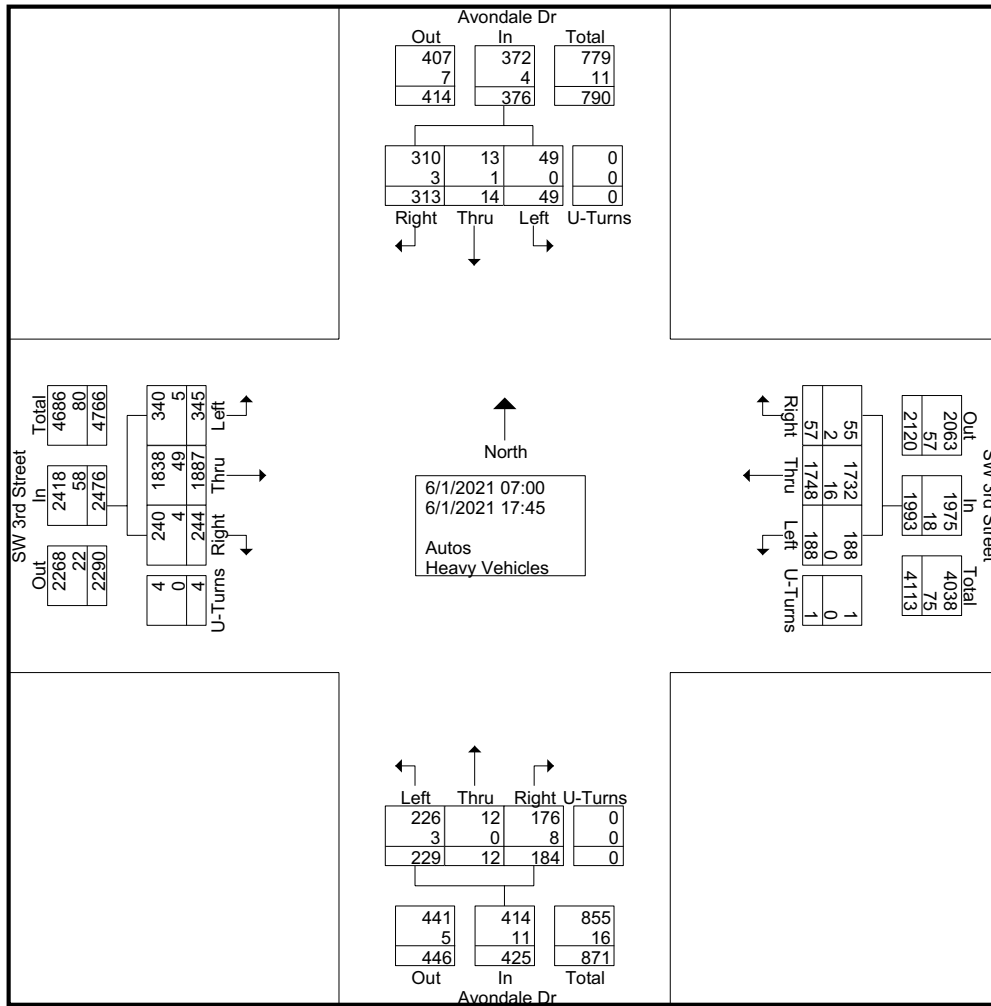 Avondale Dr
Out In Total
407 372 779
7 4 11
414 376 790
310 13 49 0
3 1 0 0
313 14 49 0
Right Thru Left U-Turns
SW 3rd Street
Total In Out
4686 2418 2268
80 58 22
4766 2476 2290
340 1838 240 4
5 49 4 0
345 1887 244 4
Left Thru Right U-Turns
North
6/1/2021 07:00
6/1/2021 17:45
Autos
Heavy Vehicles
SW 3rd Street
Out In Total
2063 1975 4038
57 18 75
2120 1993 4113
55 1732 188 1
2 16 0 0
57 1748 188 1
Right Thru Left U-Turns
Left Thru Right U-Turns
226 12 176 0
3 0 8 0
229 12 184 0
441 414 855
5 11 16
446 425 871
Out In Total
Avondale Dr